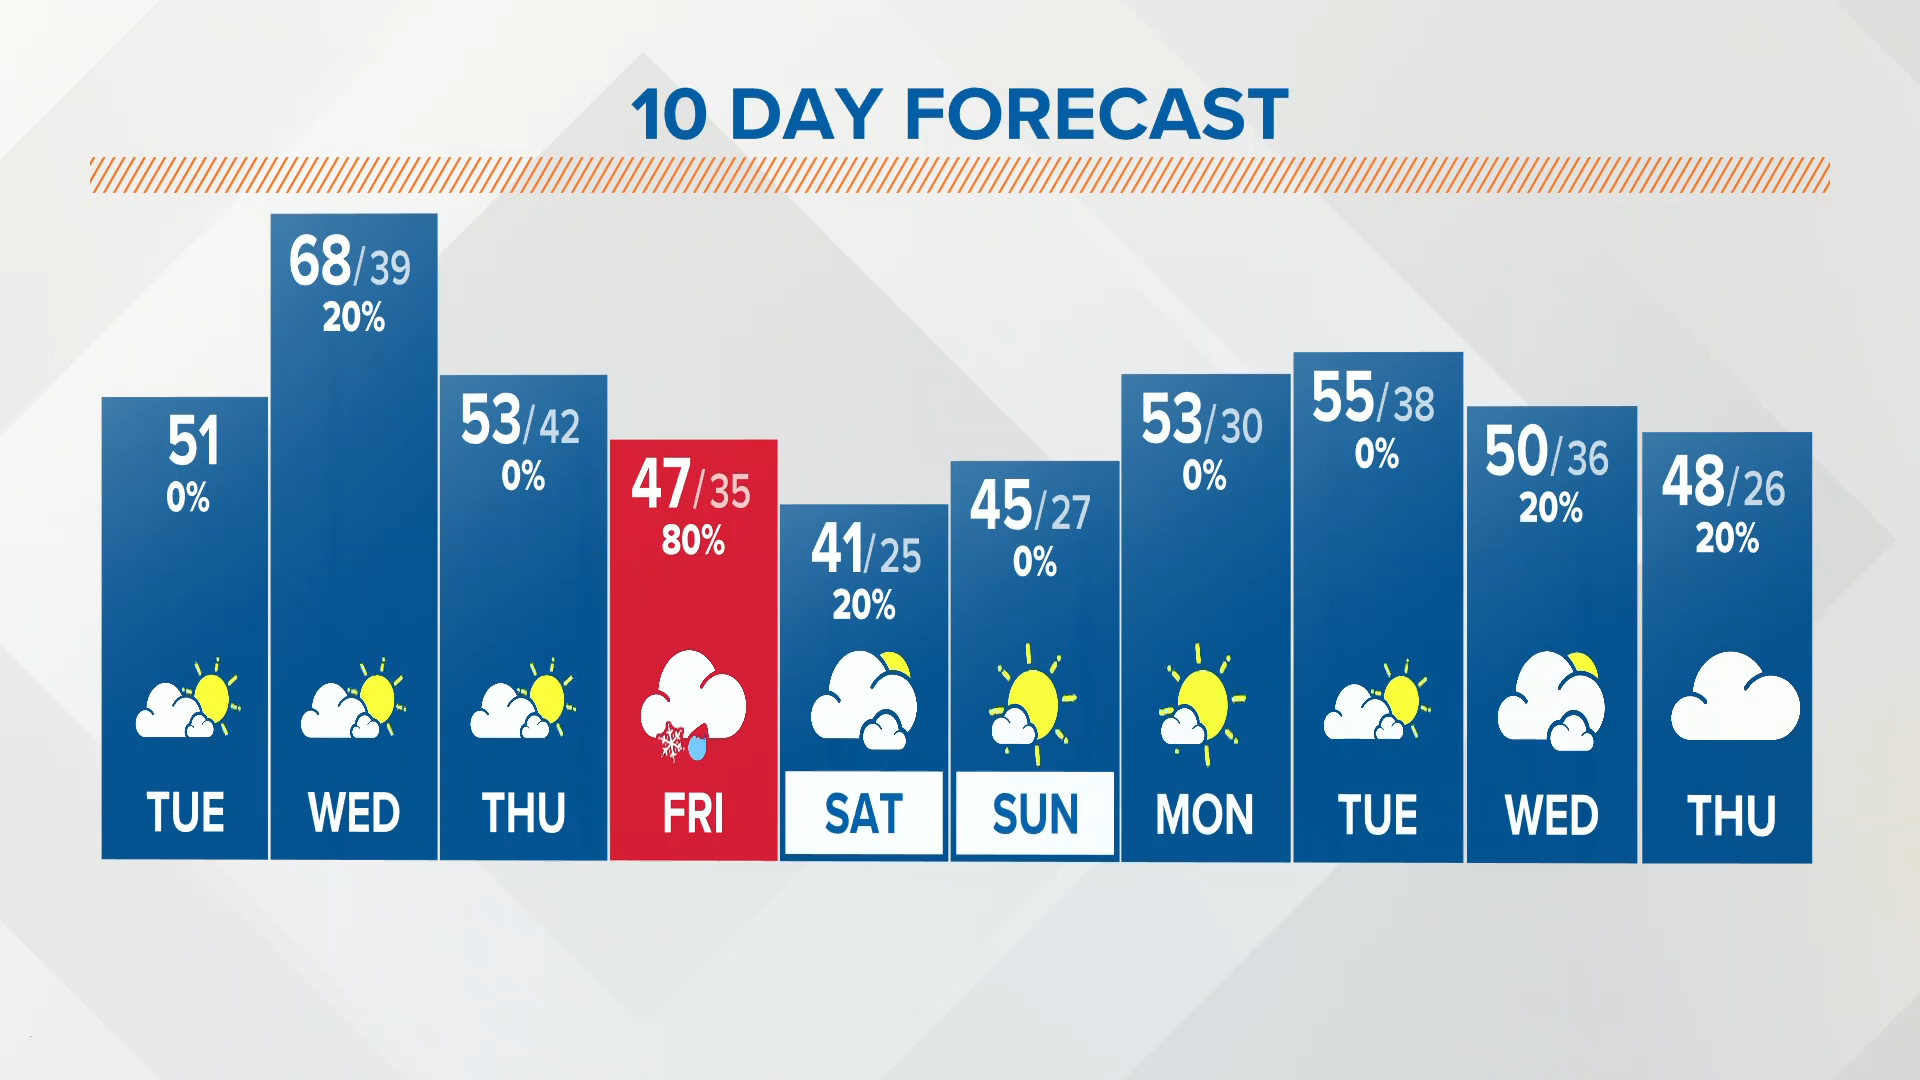 10 DAY FORECAST
51
0%
TUE
68/39
20%
WED
53/42
0%
THU
47/35
80%
FRI
41/25
20%
SAT
45/27
0%
SUN
53/30
0%
MON
55/38
0%
TUE
50/36
20%
WED
48/26
20%
THU